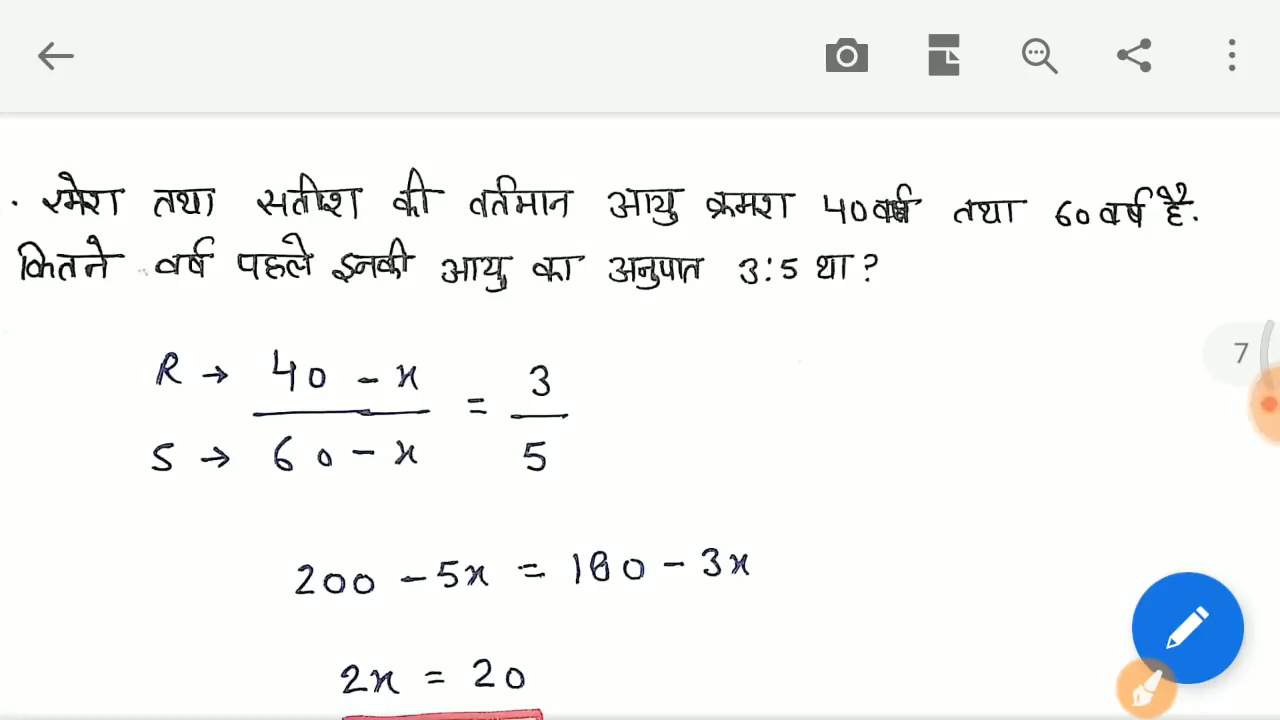 . रमेश तथा सतीश की वर्तमान आयु क्रमश 40 वर्ष तथा 60 वर्ष है.
कितने वर्ष पहले इनकी आयु का अनुपात 3:5 था?
7
R → 40 - x = 3
S → 60 - x 5
200 - 5x = 180 - 3x
2x = 20